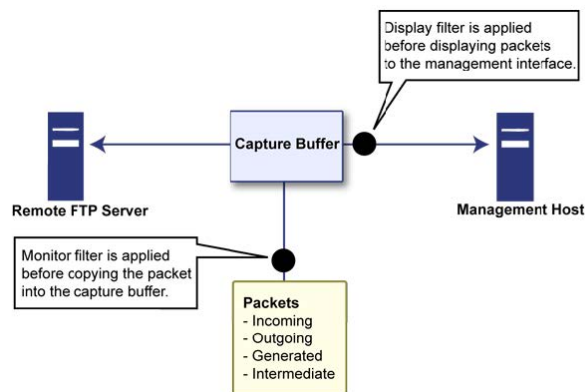 Display filter is applied
before displaying packets
to the management interface.
Capture Buffer
Remote FTP Server
Management Host
Monitor filter is applied
before copying the packet
into the capture buffer.
Packets
- Incoming
- Outgoing
- Generated
- Intermediate